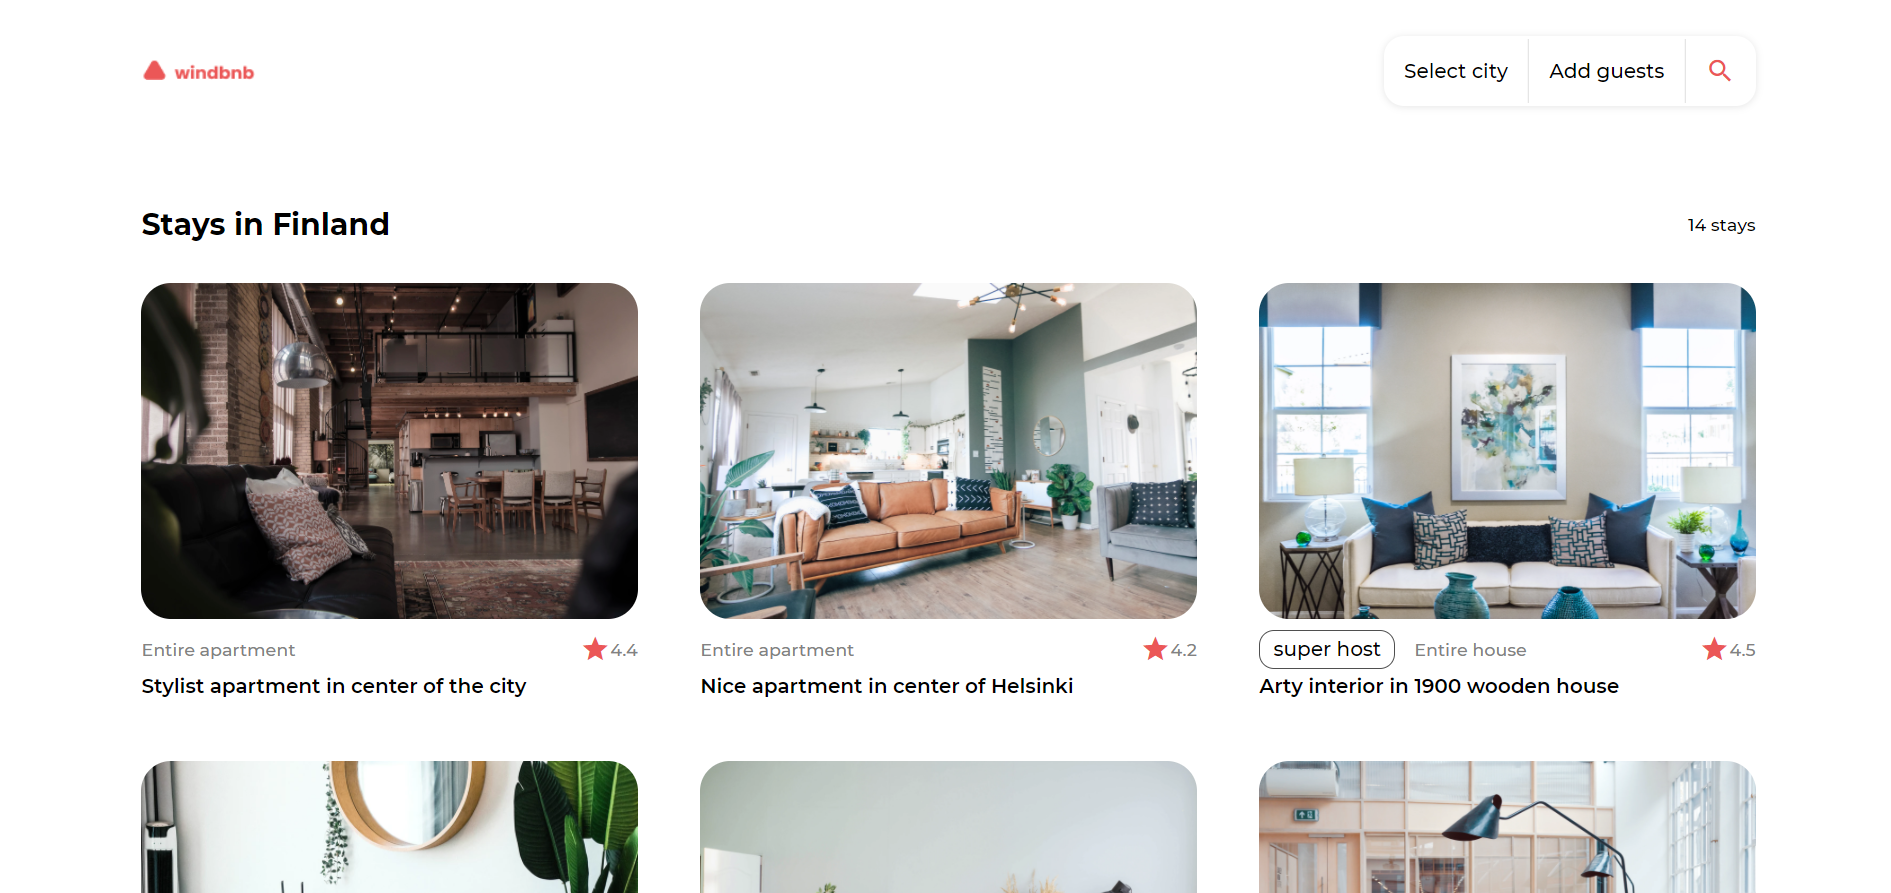 windbnb
Select city
Add guests
Stays in Finland
14 stays
Entire apartment
4.4
Stylist apartment in center of the city
Entire apartment
4.2
Nice apartment in center of Helsinki
super host
Entire house
4.5
Arty interior in 1900 wooden house